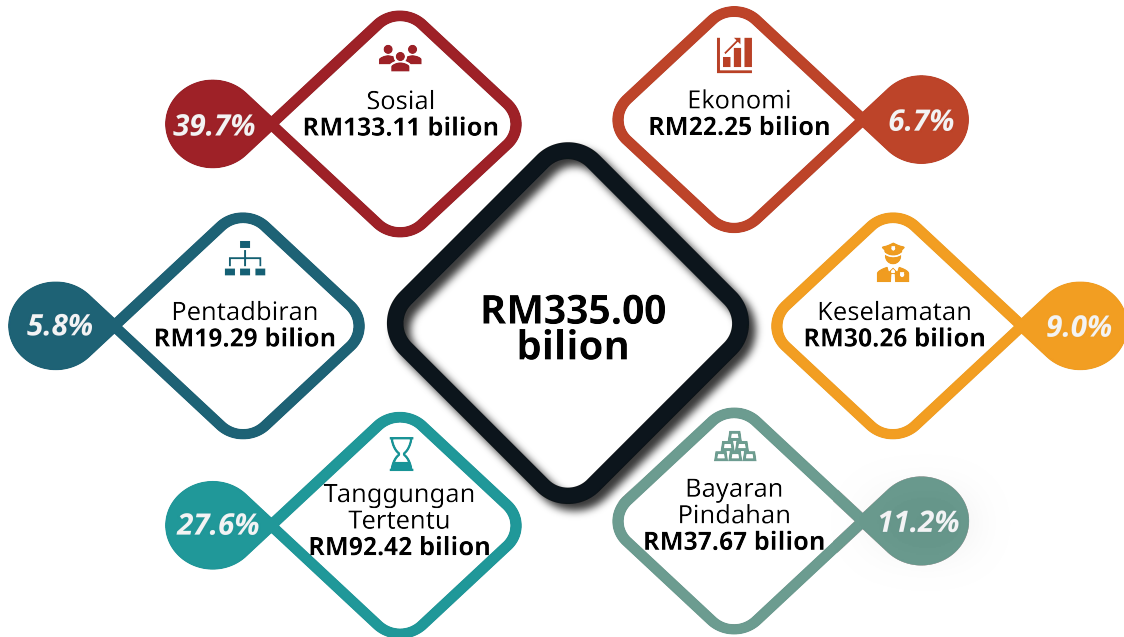 Sosial
RM133.11 bilion
39.7%
Ekonomi
RM22.25 bilion
6.7%
Pentadbiran
RM19.29 bilion
5.8%
RM335.00
bilion
Keselamatan
RM30.26 bilion
9.0%
Tanggungan
Tertentu
RM92.42 bilion
27.6%
Bayaran
Pindahan
RM37.67 bilion
11.2%